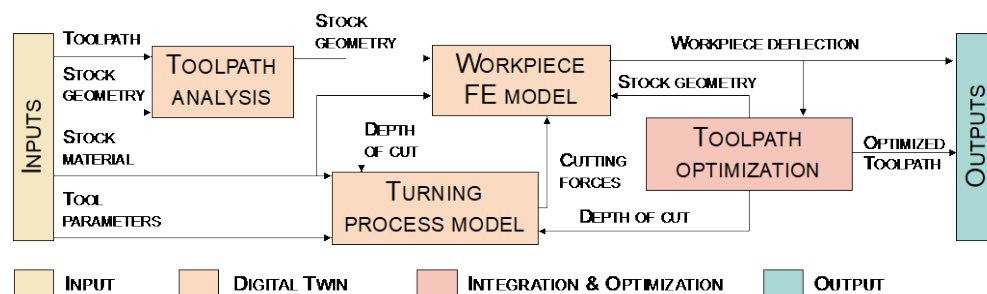 INPUTS
TOOLPATH
STOCK
GEOMETRY
STOCK
MATERIAL
TOOL
PARAMETERS
TOOLPATH
ANALYSIS
STOCK
GEOMETRY
DEPTH
OF CUT
TURNING
PROCESS MODEL
WORKPIECE
FE MODEL
CUTTING
FORCES
WORKPIECE DEFLECTION
STOCK GEOMETRY
TOOLPATH
OPTIMIZATION
DEPTH OF CUT
OPTIMIZED
TOOLPATH
OUTPUTS
INPUT
DIGITAL TWIN
INTEGRATION & OPTIMIZATION
OUTPUT